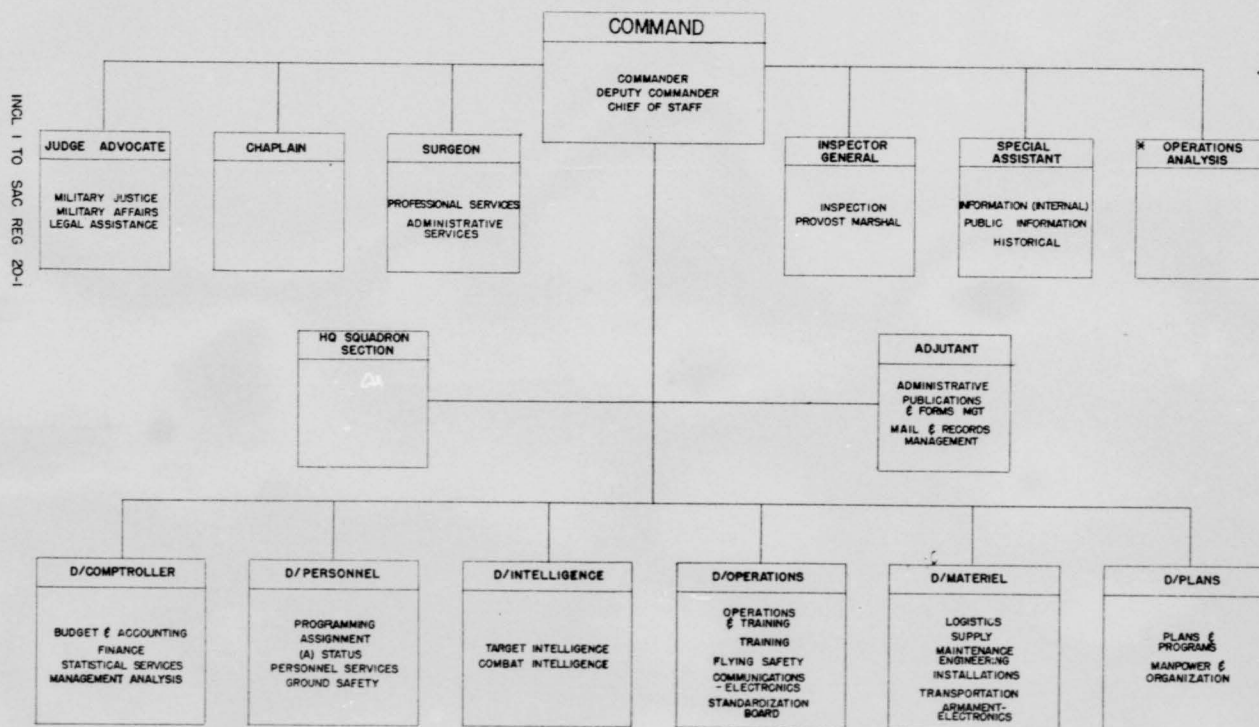 COMMAND
COMMANDER
DEPUTY COMMANDER
CHIEF OF STAFF
INCL 1 TO SAC REG 20-1
JUDGE ADVOCATE
MILITARY JUSTICE
MILITARY AFFAIRS
LEGAL ASSISTANCE
CHAPLAIN
SURGEON
PROFESSIONAL SERVICES
ADMINISTRATIVE
SERVICES
INSPECTOR
GENERAL
INSPECTION
PROVOST MARSHAL
SPECIAL
ASSISTANT
INFORMATION (INTERNAL)
PUBLIC INFORMATION
HISTORICAL
* OPERATIONS
ANALYSIS
HQ SQUADRON
SECTION
ADJUTANT
ADMINISTRATIVE
PUBLICATIONS
& FORMS MGT
MAIL & RECORDS
MANAGEMENT
D/COMPTROLLER
BUDGET & ACCOUNTING
FINANCE
STATISTICAL SERVICES
MANAGEMENT ANALYSIS
D/PERSONNEL
PROGRAMMING
ASSIGNMENT
(A) STATUS
PERSONNEL SERVICES
GROUND SAFETY
D/INTELLIGENCE
TARGET INTELLIGENCE
COMBAT INTELLIGENCE
D/OPERATIONS
OPERATIONS
& TRAINING
TRAINING
FLYING SAFETY
COMMUNICATIONS
- ELECTRONICS
STANDARDIZATION
BOARD
D/MATERIEL
LOGISTICS
SUPPLY
MAINTENANCE
ENGINEERING
INSTALLATIONS
TRANSPORTATION
ARMAMENT-
ELECTRONICS
D/PLANS
PLANS &
PROGRAMS
MANPOWER &
ORGANIZATION